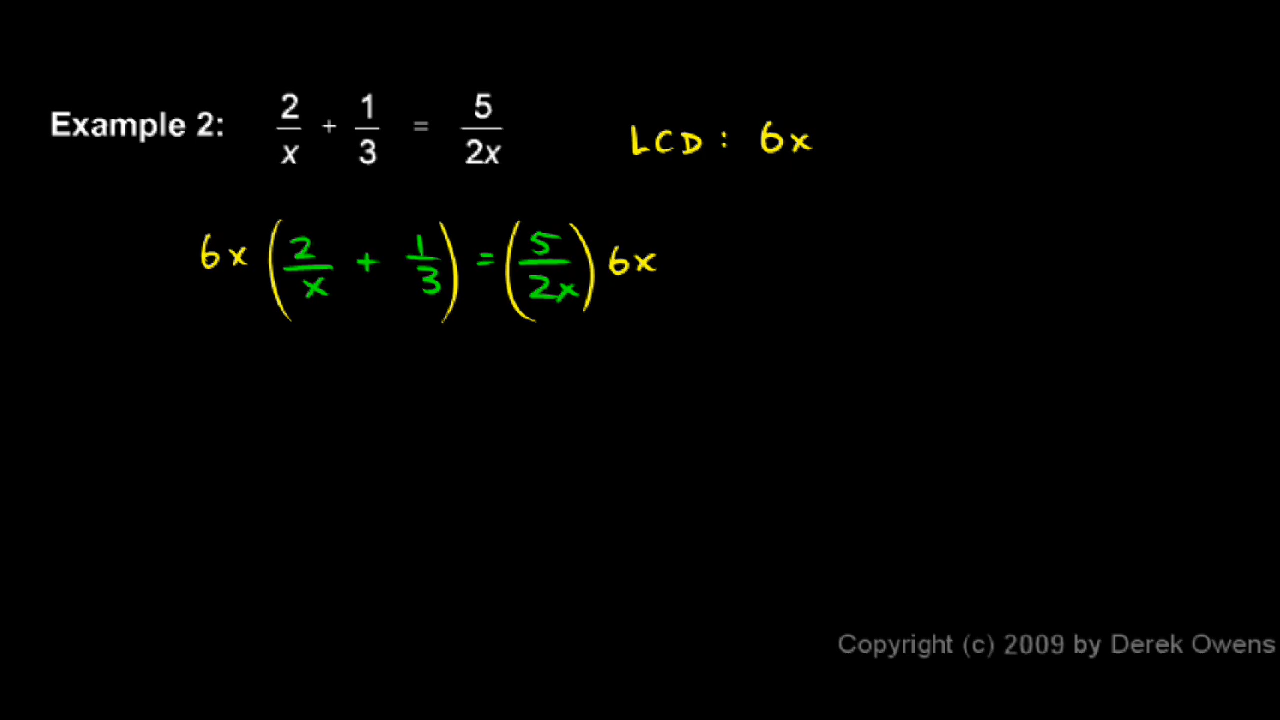 Example 2: 2/x + 1/3 = 5/2x LCD: 6x
6x (2/x + 1/3) = (5/2x) 6x
Copyright (c) 2009 by Derek Owens